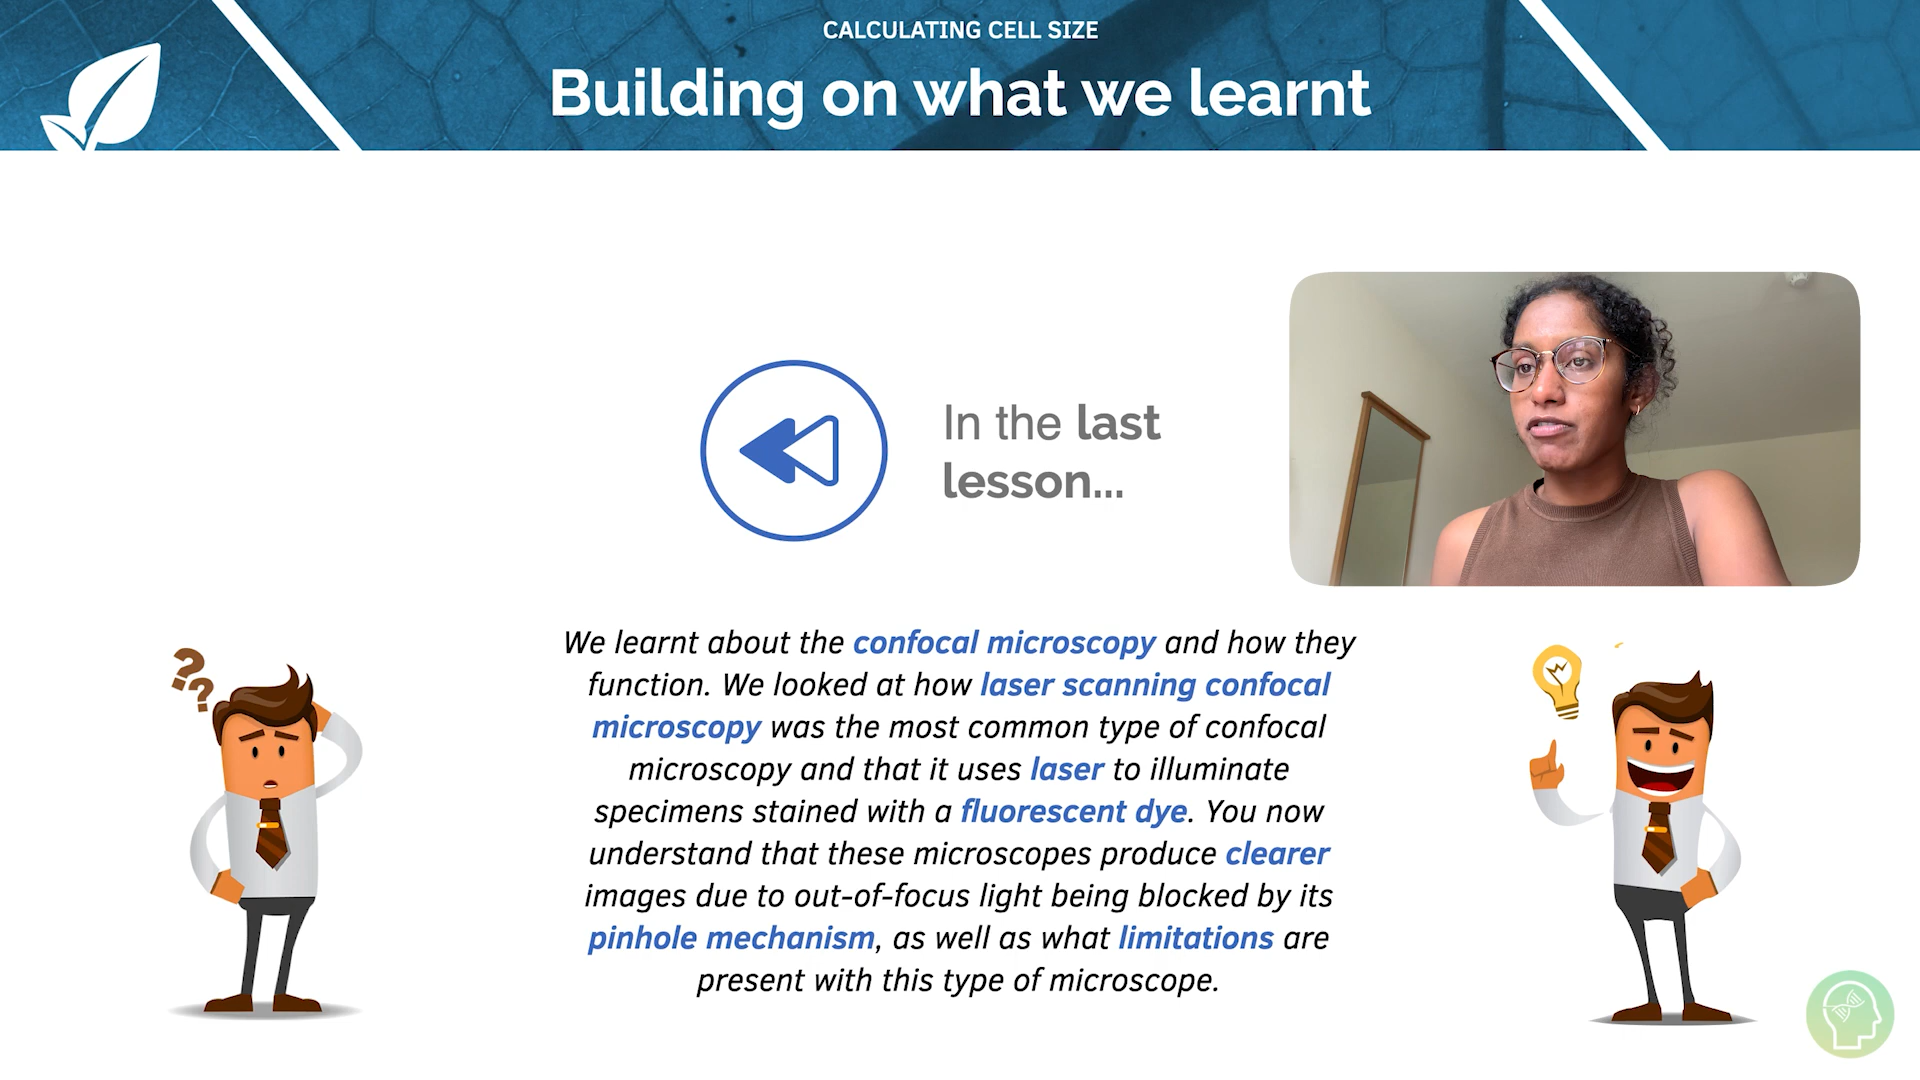 CALCULATING CELL SIZE
Building on what we learnt
In the last
lesson...
We learnt about the confocal microscopy and how they
function. We looked at how laser scanning confocal
microscopy was the most common type of confocal
microscopy and that it uses laser to illuminate
specimens stained with a fluorescent dye. You now
understand that these microscopes produce clearer
images due to out-of-focus light being blocked by its
pinhole mechanism, as well as what limitations are
present with this type of microscope.
??